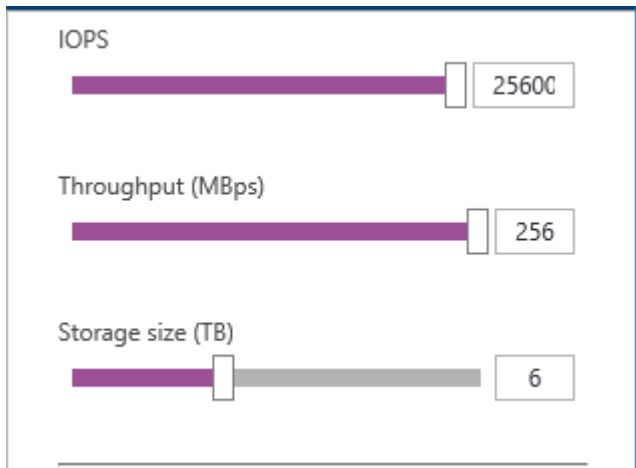 IOPS
25600
Throughput (MBps)
256
Storage size (TB)
6